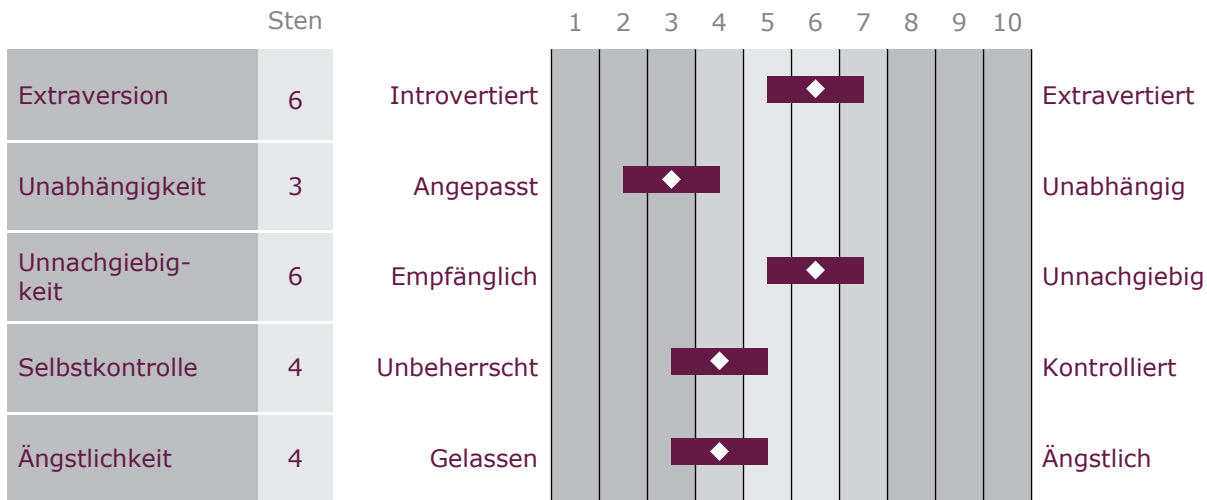 Sten 1 2 3 4 5 6 7 8 9 10
Extraversion 6 Introvertiert Extravertiert
Unabhängigkeit 3 Angepasst Unabhängig
Unnachgiebig-
keit 6 Empfänglich Unnachgiebig
Selbstkontrolle 4 Unbeherrscht Kontrolliert
Ängstlichkeit 4 Gelassen Ängstlich